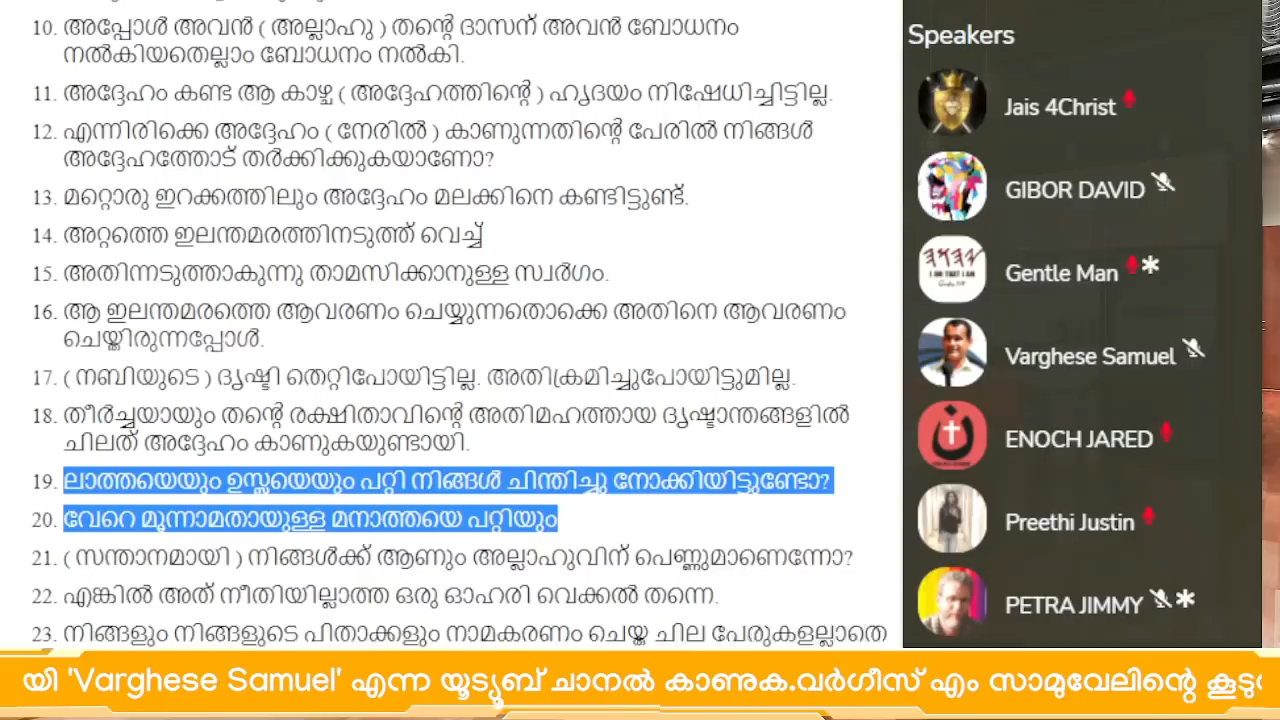 10. അപ്പോൾ അവൻ ( അല്ലാഹു ) തന്റെ ദാസന് അവൻ ബോധനം
നൽകിയതെല്ലാം ബോധനം നൽകി.
11. അദ്ദേഹം കണ്ട ആ കാഴ്ച ( അദ്ദേഹത്തിന്റെ ) ഹൃദയം നിഷേധിച്ചിട്ടില്ല.
12. എന്നിരിക്കെ അദ്ദേഹം ( നേരിൽ ) കാണുന്നതിന്റെ പേരിൽ നിങ്ങൾ
അദ്ദേഹത്തോട് തർക്കിക്കുകയാണോ?
13. മറ്റൊരു ഇറക്കത്തിലും അദ്ദേഹം മലക്കിനെ കണ്ടിട്ടുണ്ട്.
14. അറ്റത്തെ ഇലന്തമരത്തിനടുത്ത് വെച്ച്
15. അതിന്നടുത്താകുന്നു താമസിക്കാനുള്ള സ്വർഗം.
16. ആ ഇലന്തമരത്തെ ആവരണം ചെയ്യുന്നതൊക്കെ അതിനെ ആവരണം
ചെയ്തിരുന്നപ്പോൾ.
17. ( നബിയുടെ ) ദൃഷ്ടി തെറ്റിപോയിട്ടില്ല. അതിക്രമിച്ചുപോയിട്ടുമില്ല.
18. തീർച്ചയായും തന്റെ രക്ഷിതാവിന്റെ അതിമഹത്തായ ദൃഷ്ടാന്തങ്ങളിൽ
ചിലത് അദ്ദേഹം കാണുകയുണ്ടായി.
19. ലാത്തയെയും ഉസ്സയെയും പറ്റി നിങ്ങൾ ചിന്തിച്ചു നോക്കിയിട്ടുണ്ടോ?
20. വേറെ മൂന്നാമതായുള്ള മനാത്തയെ പറ്റിയും
21. ( സന്താനമായി ) നിങ്ങൾക്ക് ആണും അല്ലാഹുവിന് പെണ്ണുമാണെന്നോ?
22. എങ്കിൽ അത് നീതിയില്ലാത്ത ഒരു ഓഹരി വെക്കൽ തന്നെ.
23. നിങ്ങളും നിങ്ങളുടെ പിതാക്കളും നാമകരണം ചെയ്ത ചില പേരുകളല്ലാതെ
Speakers
Jais 4Christ
GIBOR DAVID
I AM THAT I AM
Gentle Man
Varghese Samuel
ENOCH JARED
Preethi Justin
PETRA JIMMY
യി 'Varghese Samuel' എന്ന യൂട്യൂബ് ചാനൽ കാണുക.വർഗീസ് എം സാമുവേലിന്റെ